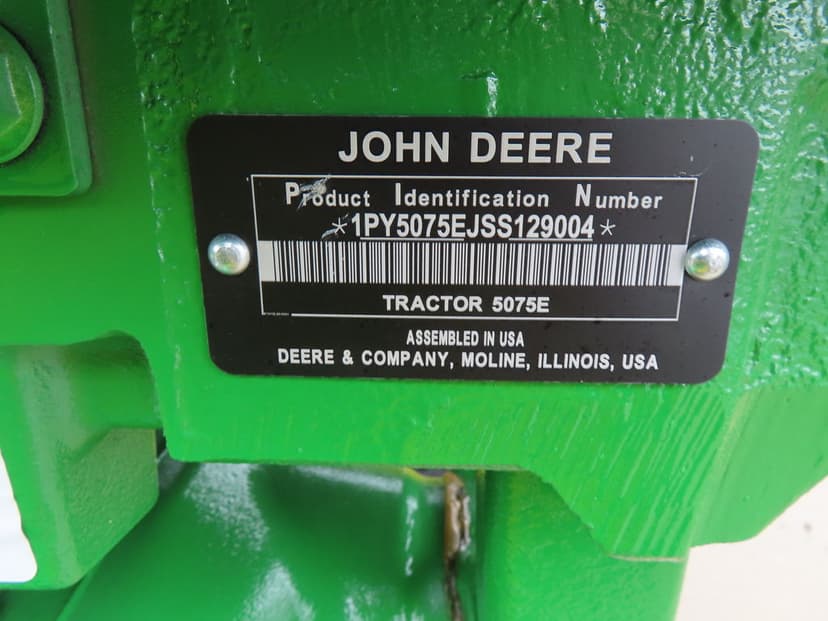 JOHN DEERE
Product Identification Number
*1PY5075EJSS129004*
TRACTOR 5075E
ASSEMBLED IN USA
DEERE & COMPANY, MOLINE, ILLINOIS, USA